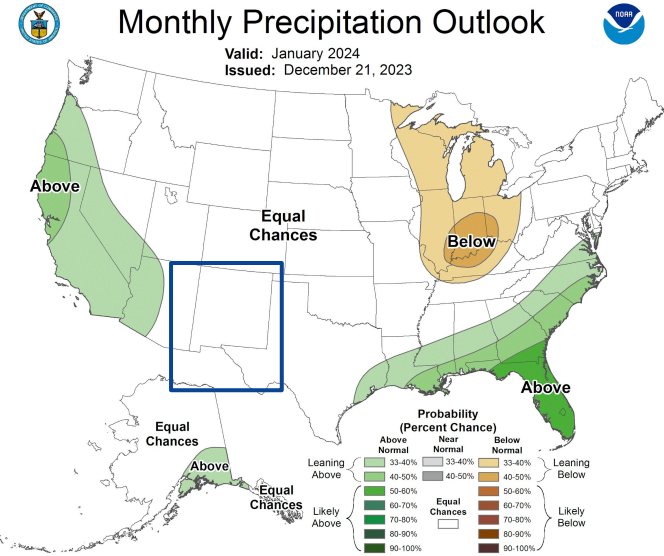 Monthly Precipitation Outlook
NOAA
Valid: January 2024
Issued: December 21, 2023
Above
Equal
Chances
Below
Above
Equal
Chances
Above
Equal
Chances
Probability
(Percent Chance)
Above
Normal
Near
Normal
Below
Normal
Leaning
Above
33-40%
33-40%
33-40%
Leaning
Below
40-50%
40-50%
40-50%
Likely
Above
50-60%
Equal
Chances
50-60%
Likely
Below
60-70%
60-70%
70-80%
70-80%
80-90%
80-90%
90-100%
90-100%